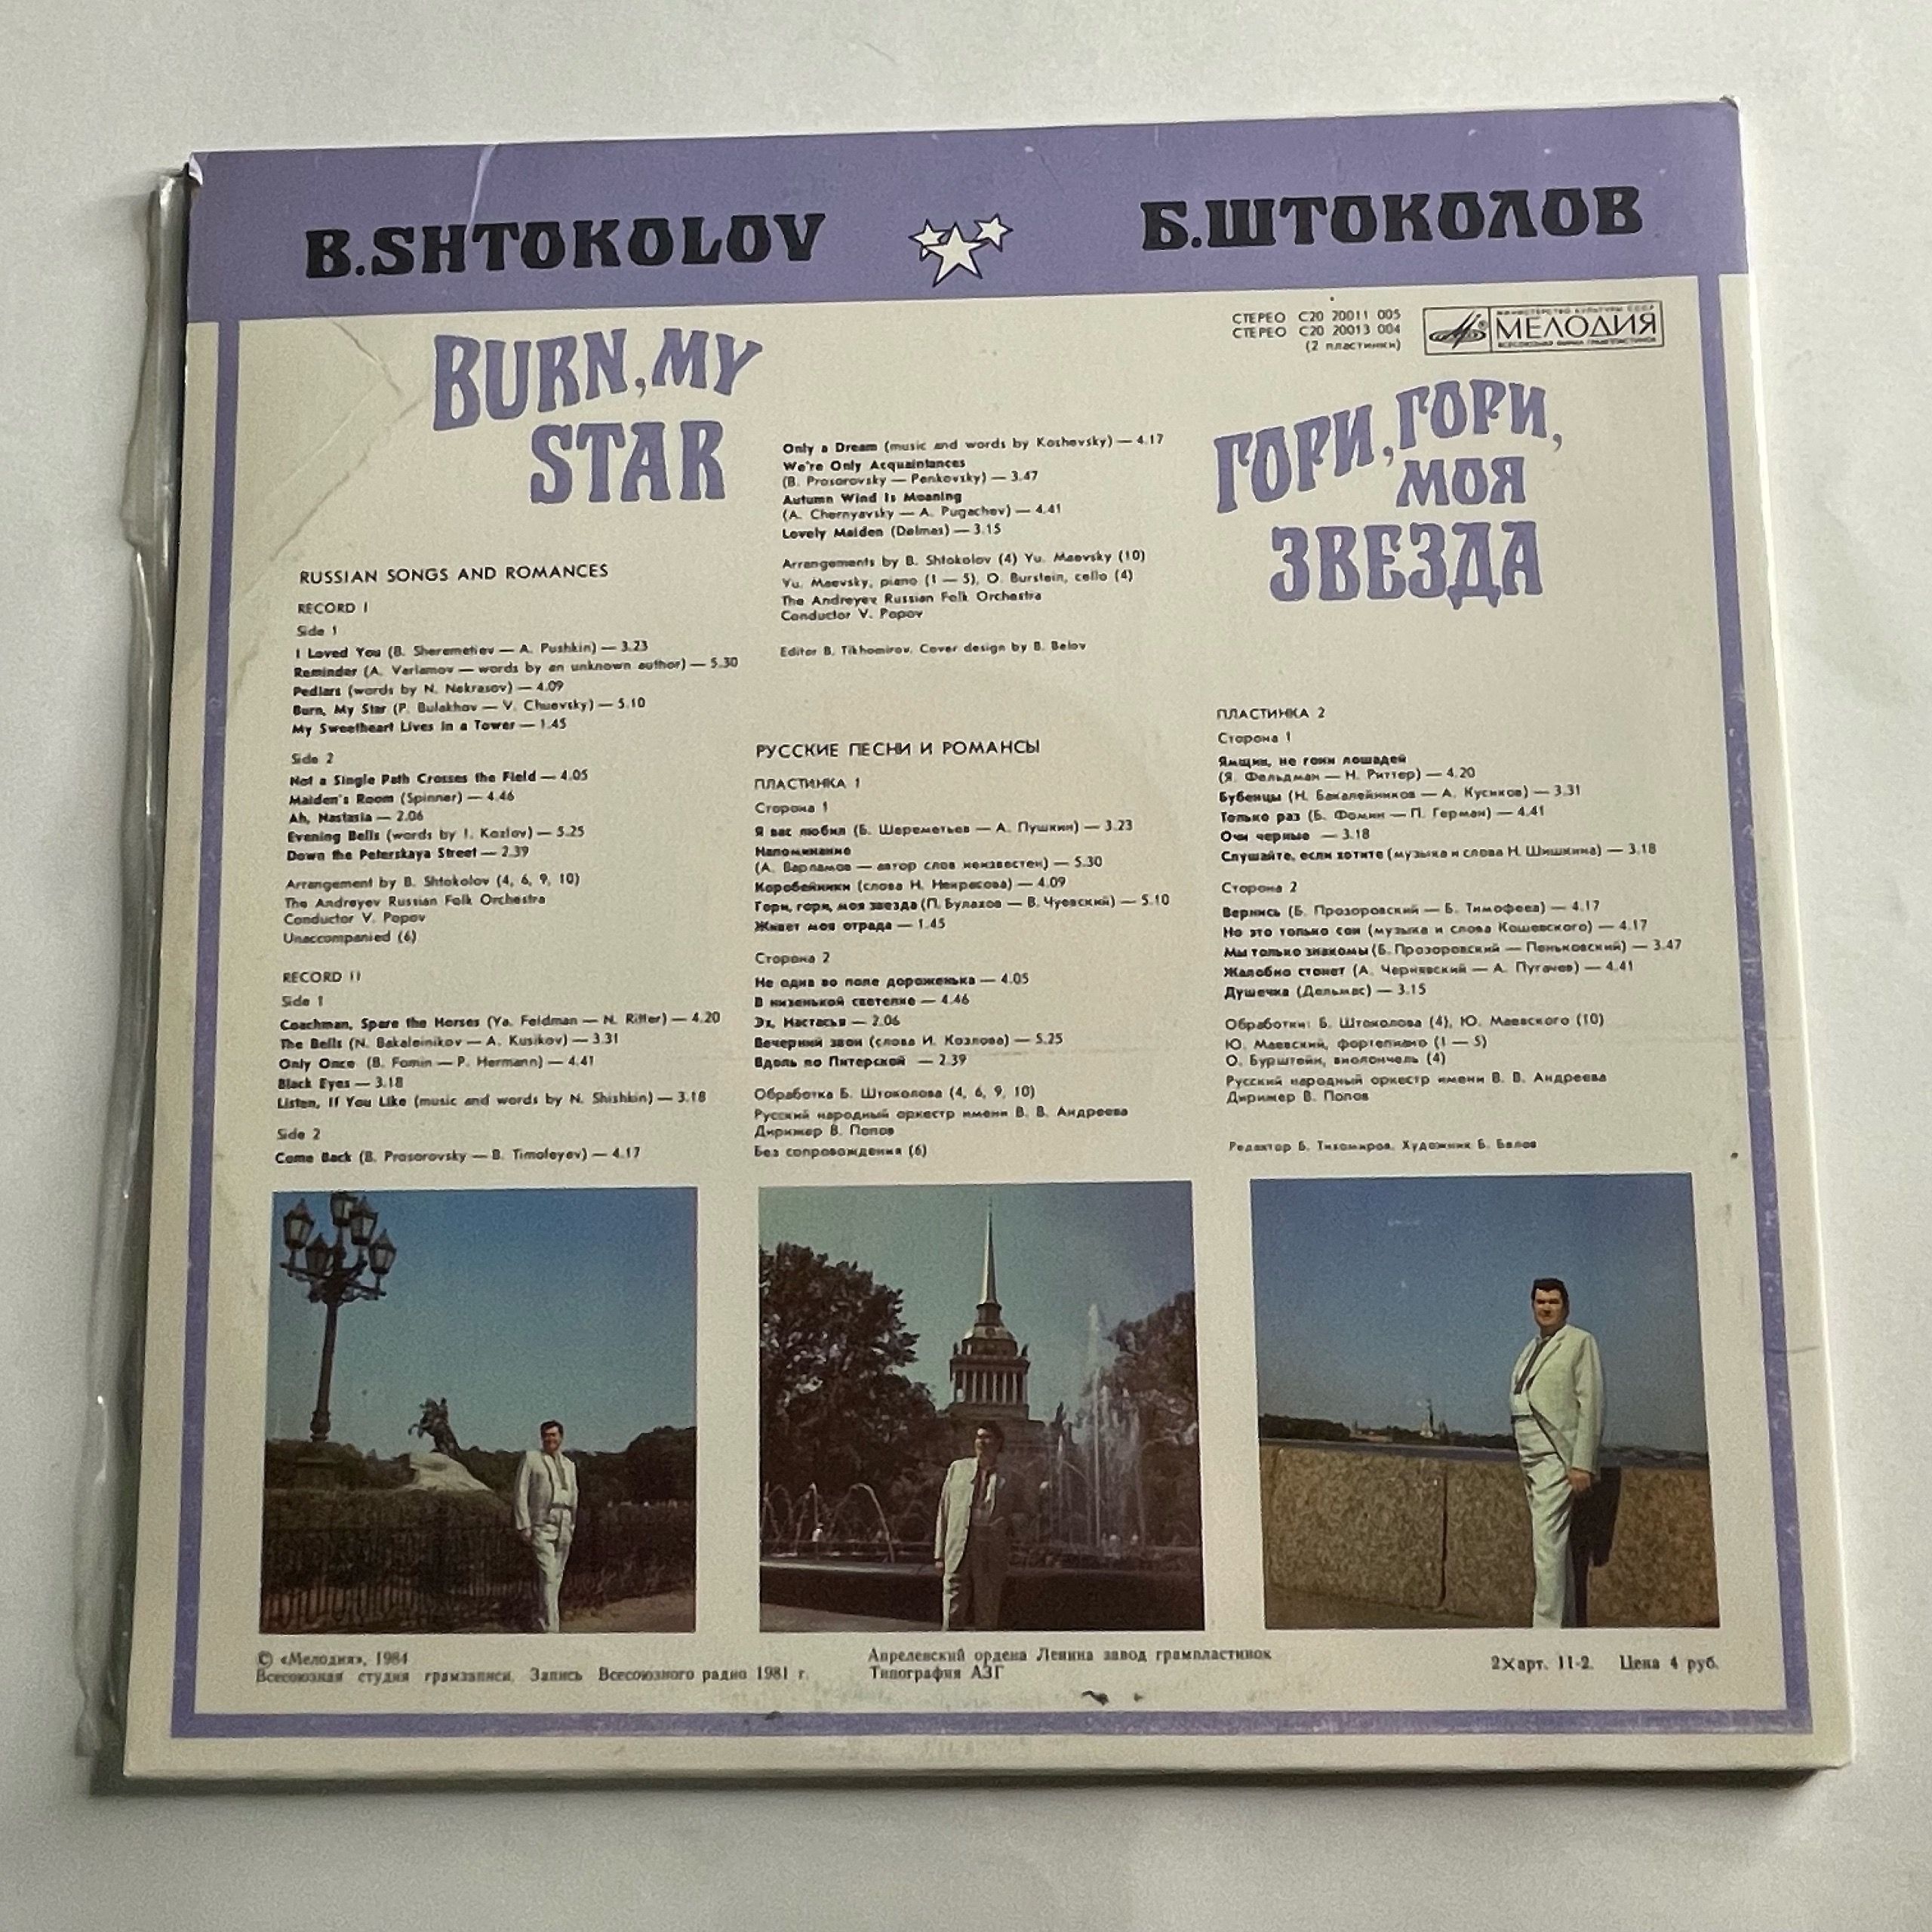 B.SHTOKOLOV
Б.ШТОКОЛОВ
BURN, MY
STAR
RUSSIAN SONGS AND ROMANCES
RECORD I
Side 1
I Loved You (B. Sheremetiev — A. Pushkin) — 3.23
Reminder (A. Varlamov — words by an unknown author) — 5.30
Pedlars (words by N. Nekrasov) — 4.09
Burn, My Star (P. Bulakhov — V. Chuevsky) — 5.10
My Sweetheart Lives in a Tower — 1.45
Side 2
Not a Single Path Crosses the Field — 4.05
Maiden's Room (Spinner) — 4.46
Ah, Nastasia — 2.06
Evening Bells (words by I. Kozlov) — 5.25
Down the Peterskaya Street — 2.39
Arrangement by B. Shtokolov (4, 6, 9, 10)
The Andreyev Russian Folk Orchestra
Conductor V. Popov
Unaccompanied (6)
RECORD II
Side 1
Coachman, Spare the Horses (Ya. Feldman — N. Ritter) — 4.20
The Bells (N. Bakaleinikov — A. Kusikov) — 3.31
Only Once (B. Fomin — P. Hermann) — 4.41
Black Eyes — 3.18
Listen, If You Like (music and words by N. Shishkin) — 3.18
Side 2
Come Back (B. Prosorovsky — B. Timofeyev) — 4.17
Only a Dream (music and words by Koshevsky) — 4.17
We're Only Acquaintances
(B. Prosorovsky — Penkovsky) — 3.47
Autumn Wind Is Moaning
(A. Chernyavsky — A. Pugachev) — 4.41
Lovely Maiden (Delmas) — 3.15
Arrangements by B. Shtokolov (4) Yu. Maevsky (10)
Yu. Maevsky, piano (1 — 5), O. Burstein, cello (4)
The Andreyev Russian Folk Orchestra
Conductor V. Popov
Editor B. Tikhomirov. Cover design by B. Belov
РУССКИЕ ПЕСНИ И РОМАНСЫ
ПЛАСТИНКА 1
Сторона 1
Я вас любил (Б. Шереметьев — А. Пушкин) — 3.23
Напоминание
(А. Варламов — автор слов неизвестен) — 5.30
Коробейники (слова Н. Некрасова) — 4.09
Гори, гори, моя звезда (П. Булахов — В. Чуевский) — 5.10
Живет моя отрада — 1.45
Сторона 2
Не одна во поле дороженька — 4.05
В низенькой светелке — 4.46
Эх, Настасья — 2.06
Вечерний звон (слова И. Козлова) — 5.25
Вдоль по Питерской — 2.39
Обработка Б. Штоколова (4, 6, 9, 10)
Русский народный оркестр имени В. В. Андреева
Дирижер В. Попов
Без сопровождения (6)
СТЕРЕО С20 20011 005
СТЕРЕО С20 20013 004
(2 пластинки)
МИНИСТЕРСТВО КУЛЬТУРЫ СССР
МЕЛОДИЯ
ВСЕСОЮЗНАЯ ФИРМА ГРАМПЛАСТИНОК
ГОРИ, ГОРИ,
МОЯ
ЗВЕЗДА
ПЛАСТИНКА 2
Сторона 1
Ямщик, не гони лошадей
(Я. Фельдман — Н. Риттер) — 4.20
Бубенцы (Н. Бакалейников — А. Кусиков) — 3.31
Только раз (Б. Фомин — П. Герман) — 4.41
Очи черные — 3.18
Слушайте, если хотите (музыка и слова Н. Шишкина) — 3.18
Сторона 2
Вернись (Б. Прозоровский — Б. Тимофеев) — 4.17
Но это только сон (музыка и слова Кошевского) — 4.17
Мы только знакомы (Б. Прозоровский — Пеньковский) — 3.47
Жалобно стонет (А. Чернявский — А. Пугачев) — 4.41
Душечка (Дельмас) — 3.15
Обработки: Б. Штоколова (4), Ю. Маевского (10)
Ю. Маевский, фортепиано (1 — 5)
О. Бурштейн, виолончель (4)
Русский народный оркестр имени В. В. Андреева
Дирижер В. Попов
Редактор Б. Тихомиров. Художник Б. Белов
© «Мелодия», 1984
Всесоюзная студия грамзаписи. Запись Всесоюзного радио 1981 г.
Апрелевский ордена Ленина завод грампластинок
Типография АЗГ
2×арт. 11-2. Цена 4 руб.